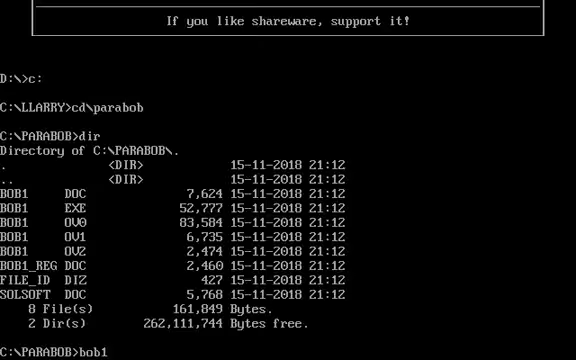 If you like shareware, support it!
D:\>c:
C:\LLARRY>cd\parabob
C:\PARABOB>dir
Directory of C:\PARABOB\.
. <DIR> 15-11-2018 21:12
.. <DIR> 15-11-2018 21:12
BOB1 DOC 7,624 15-11-2018 21:12
BOB1 EXE 52,777 15-11-2018 21:12
BOB1 OV0 83,584 15-11-2018 21:12
BOB1 OV1 6,735 15-11-2018 21:12
BOB1 OV2 2,474 15-11-2018 21:12
BOB1_REG DOC 2,460 15-11-2018 21:12
FILE_ID DIZ 427 15-11-2018 21:12
SOLSOFT DOC 5,768 15-11-2018 21:12
8 File(s) 161,849 Bytes.
2 Dir(s) 262,111,744 Bytes free.
C:\PARABOB>bob1